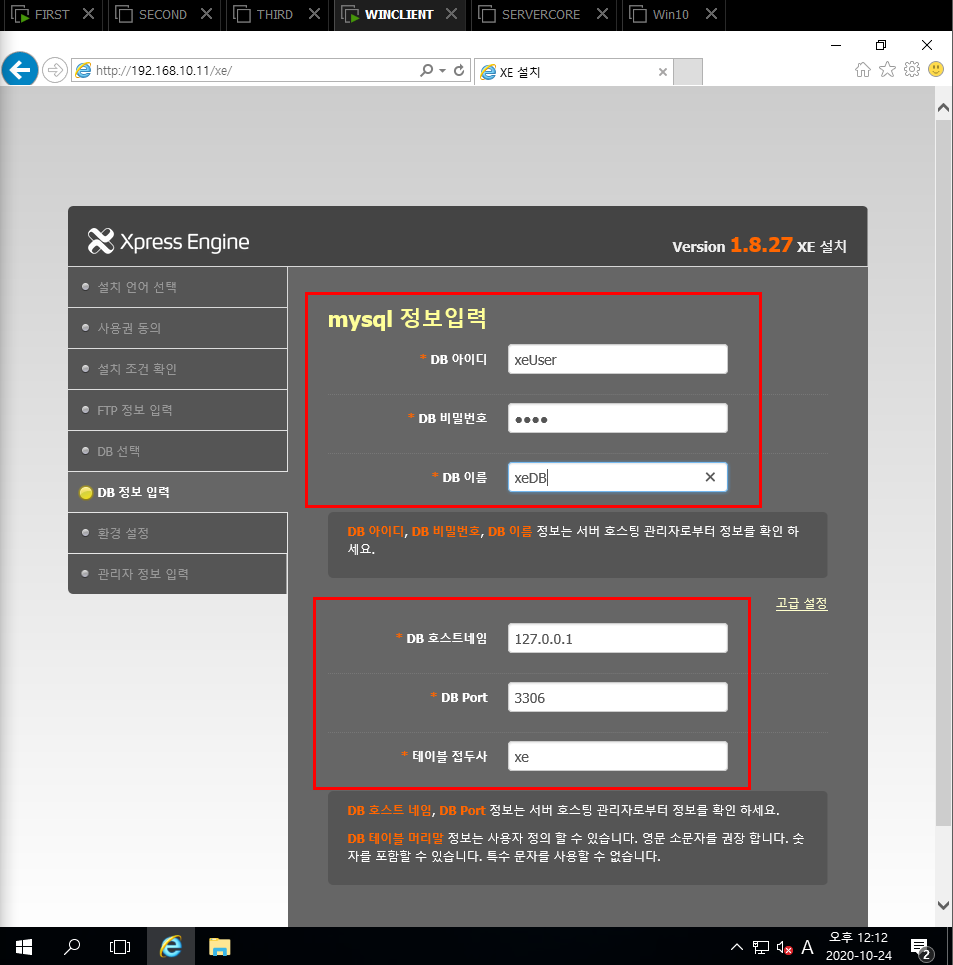 FIRST SECOND THIRD WINCLIENT SERVERCORE Win10
http://192.168.10.11/xe/ XE 설치
Xpress Engine
Version 1.8.27 XE 설치
설치 언어 선택
사용권 동의
설치 조건 확인
FTP 정보 입력
DB 선택
DB 정보 입력
환경 설정
관리자 정보 입력
mysql 정보입력
* DB 아이디 xeUser
* DB 비밀번호 ●●●●
* DB 이름 xeDB
DB 아이디, DB 비밀번호, DB 이름 정보는 서버 호스팅 관리자로부터 정보를 확인 하
세요.
고급 설정
* DB 호스트네임 127.0.0.1
* DB Port 3306
* 테이블 접두사 xe
DB 호스트 네임, DB Port 정보는 서버 호스팅 관리자로부터 정보를 확인 하세요.
DB 테이블 머리말 정보는 사용자 정의 할 수 있습니다. 영문 소문자를 권장 합니다. 숫
자를 포함할 수 있습니다. 특수 문자를 사용할 수 없습니다.
A
오후 12:12
2020-10-24
2